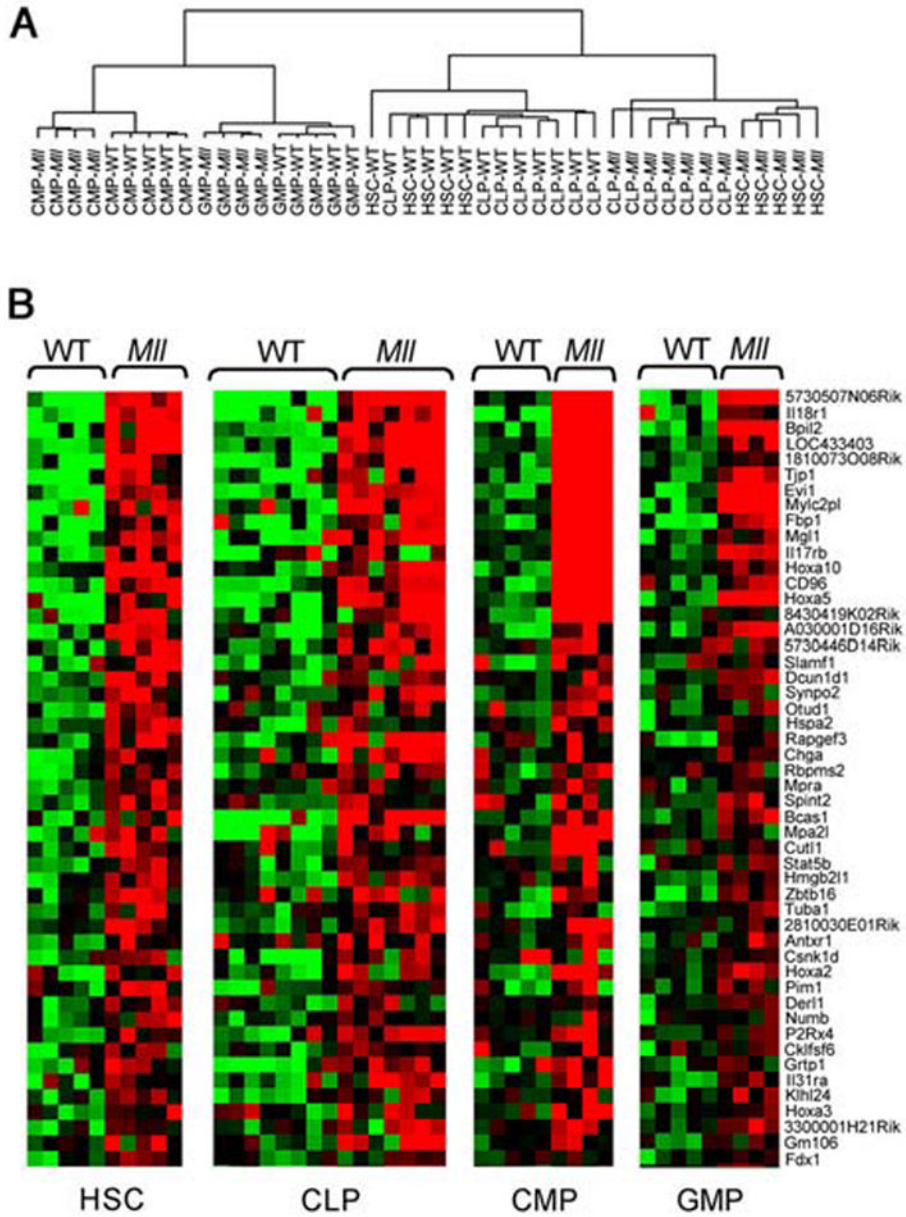 A
CMP-Mll
CMP-Mll
CMP-Mll
CMP-Mll
CMP-WT
CMP-WT
CMP-WT
CMP-WT
CMP-WT
GMP-Mll
GMP-Mll
GMP-Mll
GMP-Mll
GMP-WT
GMP-WT
GMP-WT
GMP-WT
GMP-WT
HSC-WT
CLP-WT
HSC-WT
HSC-WT
HSC-WT
HSC-WT
CLP-WT
CLP-WT
CLP-WT
CLP-WT
CLP-WT
CLP-WT
CLP-WT
CLP-Mll
CLP-Mll
CLP-Mll
CLP-Mll
CLP-Mll
CLP-Mll
CLP-Mll
HSC-Mll
HSC-Mll
HSC-Mll
HSC-Mll
HSC-Mll
B
WT Mll WT Mll WT Mll WT Mll
5730507N06Rik
Il18r1
Bpil2
LOC433403
1810073O08Rik
Tjp1
Evi1
Mylc2pl
Fbp1
Mgl1
Il17rb
Hoxa10
CD96
Hoxa5
8430419K02Rik
A030001D16Rik
5730446D14Rik
Slamf1
Dcun1d1
Synpo2
Otud1
Hspa2
Rapgef3
Chga
Rbpms2
Mpra
Spint2
Bcas1
Mpa2l
Cutl1
Stat5b
Hmgb2l1
Zbtb16
Tuba1
2810030E01Rik
Antxr1
Csnk1d
Hoxa2
Pim1
Derl1
Numb
P2Rx4
Cklfsf6
Grtp1
Il31ra
Klhl24
Hoxa3
3300001H21Rik
Gm106
Fdx1
HSC CLP CMP GMP